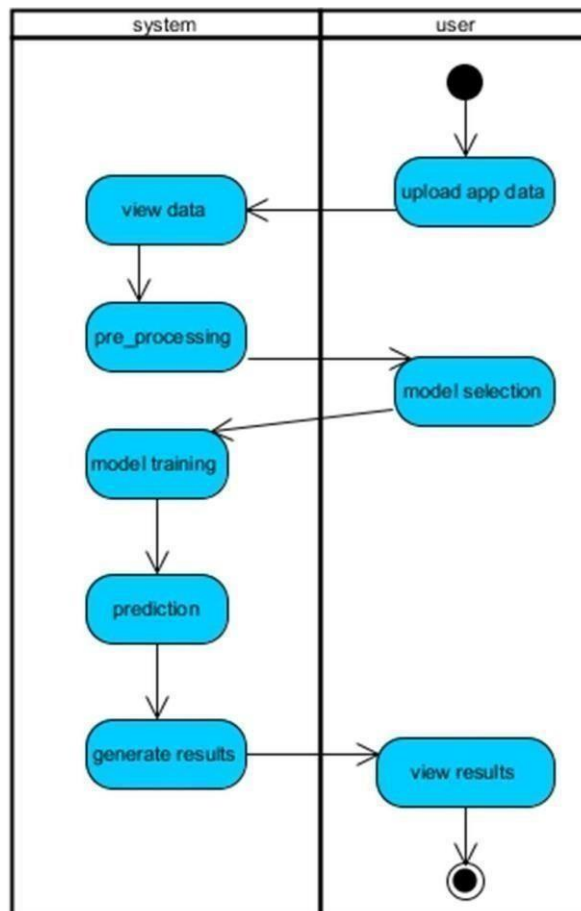 system
user
upload app data
view data
pre_processing
model selection
model training
prediction
generate results
view results